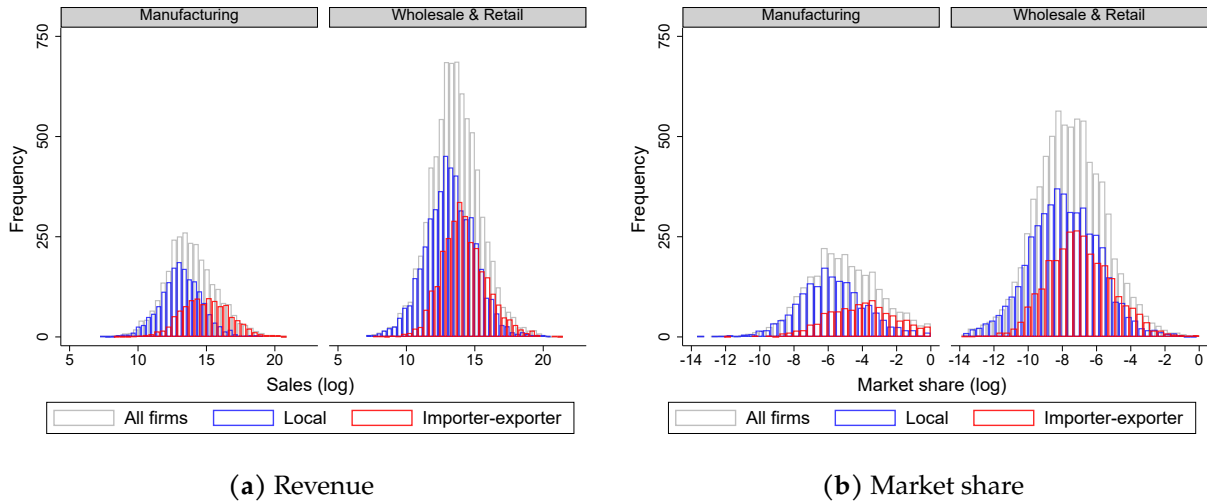 Manufacturing
Wholesale & Retail
Frequency
750
500
250
0
5 10 15 20 5 10 15 20
Sales (log)
All firms Local Importer-exporter
(a) Revenue
Manufacturing
Wholesale & Retail
Frequency
750
500
250
0
-14 -12 -10 -8 -6 -4 -2 0 -14 -12 -10 -8 -6 -4 -2 0
Market share (log)
All firms Local Importer-exporter
(b) Market share